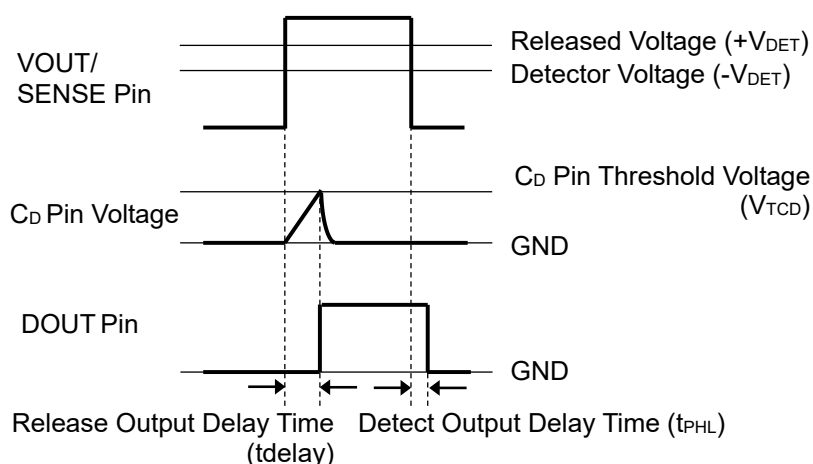 Released Voltage (+VDET)
VOUT/
SENSE Pin
Detector Voltage (-VDET)
CD Pin Threshold Voltage
(VTCD)
CD Pin Voltage
GND
DOUT Pin
GND
Release Output Delay Time
(tdelay)
Detect Output Delay Time (tPHL)